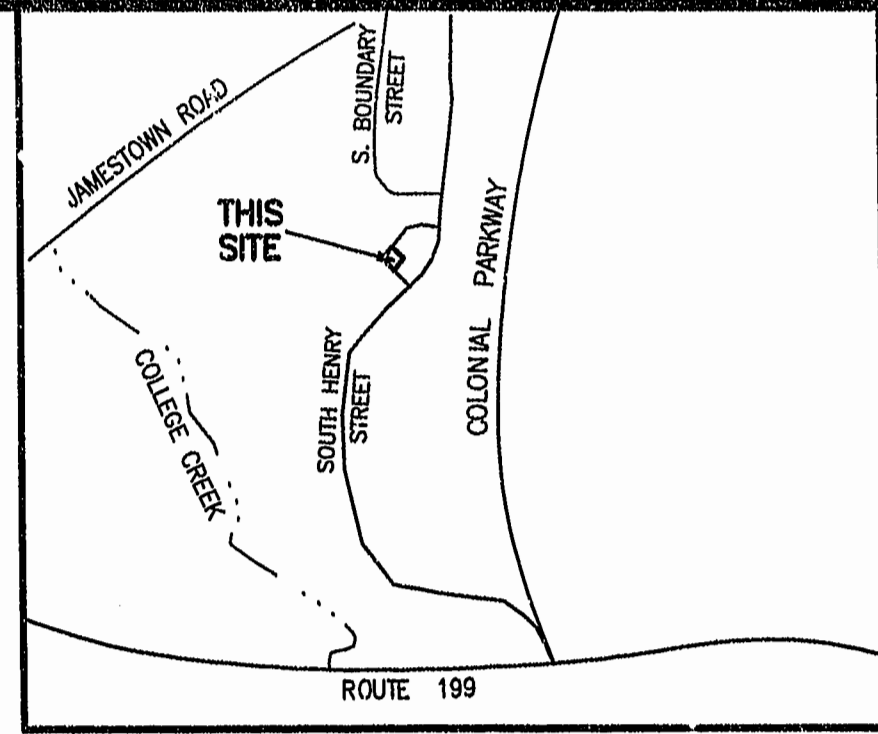 JAMESTOWN ROAD
S. BOUNDARY
STREET
THIS
SITE
COLONIAL PARKWAY
SOUTH HENRY
STREET
COLLEGE CREEK
ROUTE 199